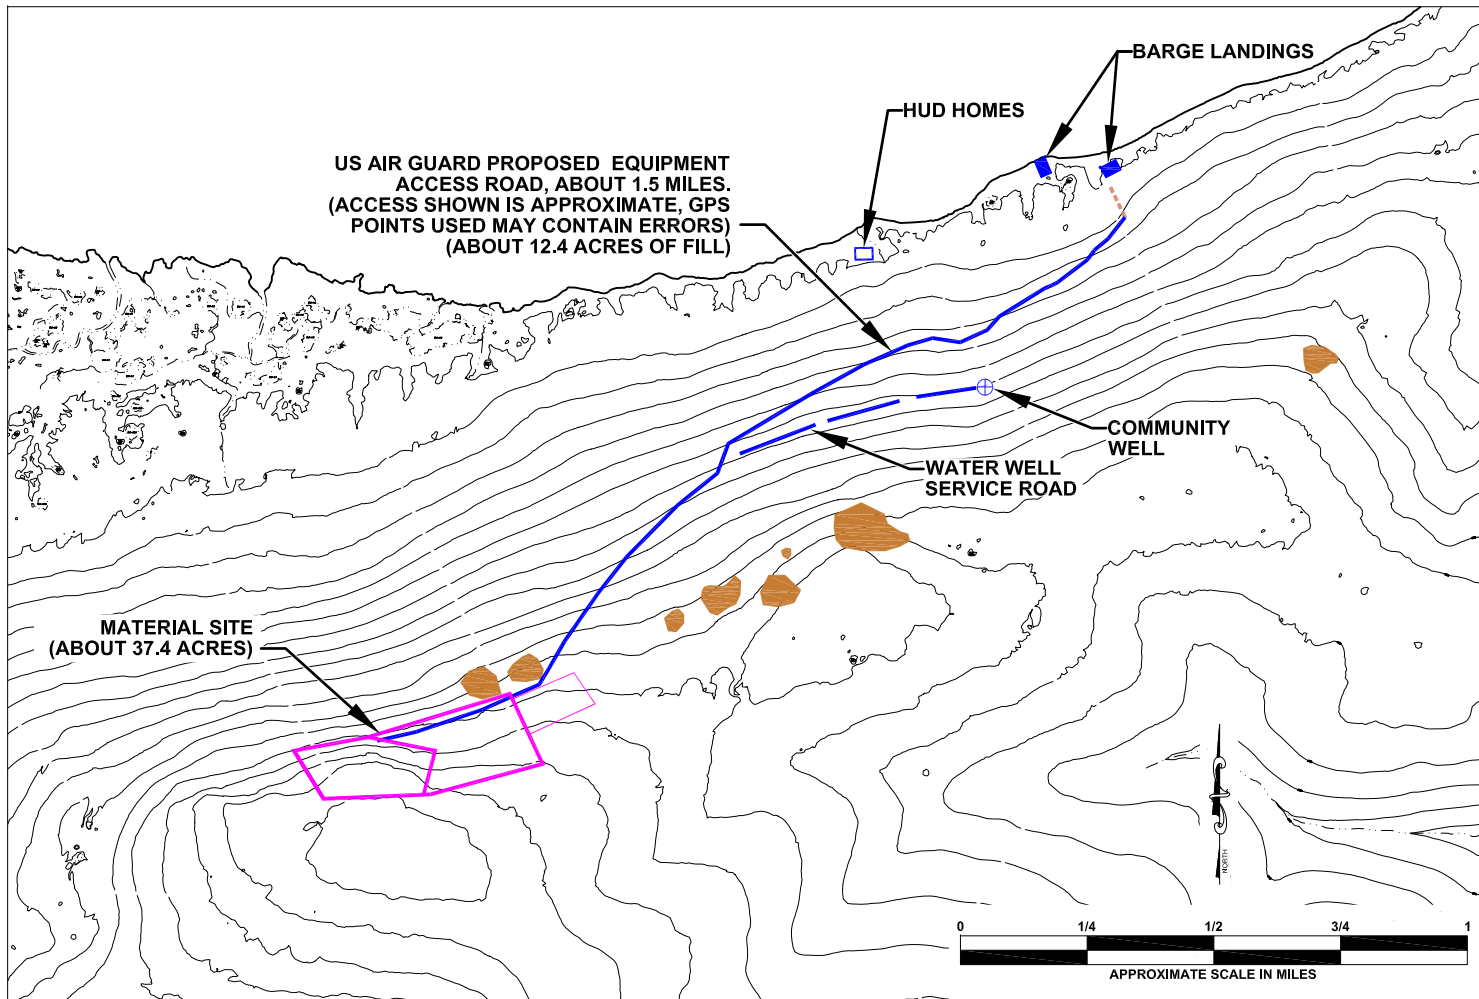 BARGE LANDINGS
HUD HOMES
US AIR GUARD PROPOSED EQUIPMENT
ACCESS ROAD, ABOUT 1.5 MILES.
(ACCESS SHOWN IS APPROXIMATE, GPS
POINTS USED MAY CONTAIN ERRORS)
(ABOUT 12.4 ACRES OF FILL)
COMMUNITY
WELL
WATER WELL
SERVICE ROAD
MATERIAL SITE
(ABOUT 37.4 ACRES)
NORTH
0 1/4 1/2 3/4 1
APPROXIMATE SCALE IN MILES